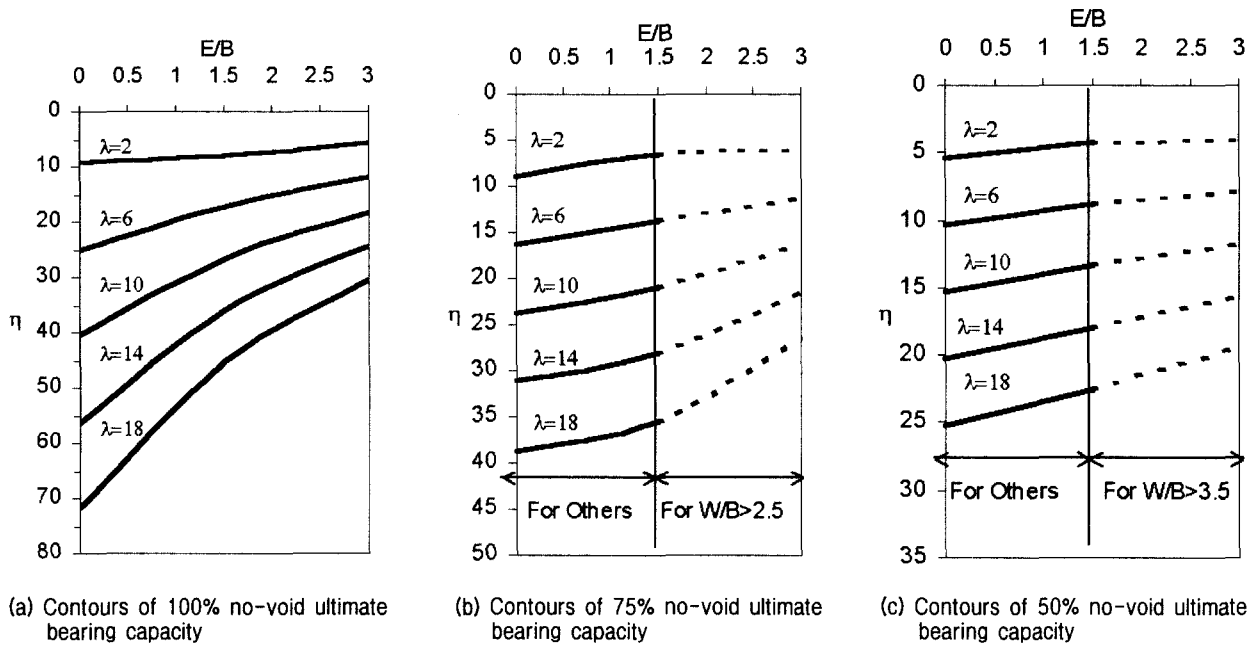 E/B
0 0.5 1 1.5 2 2.5 3
0
10
20
30
40
50
60
70
80
η
λ=2
λ=6
λ=10
λ=14
λ=18
(a) Contours of 100% no-void ultimate
bearing capacity
E/B
0 0.5 1 1.5 2 2.5 3
0
5
10
15
20
25
30
35
40
45
50
η
λ=2
λ=6
λ=10
λ=14
λ=18
For Others For W/B>2.5
(b) Contours of 75% no-void ultimate
bearing capacity
E/B
0 0.5 1 1.5 2 2.5 3
0
5
10
15
20
25
30
35
η
λ=2
λ=6
λ=10
λ=14
λ=18
For Others For W/B>3.5
(c) Contours of 50% no-void ultimate
bearing capacity